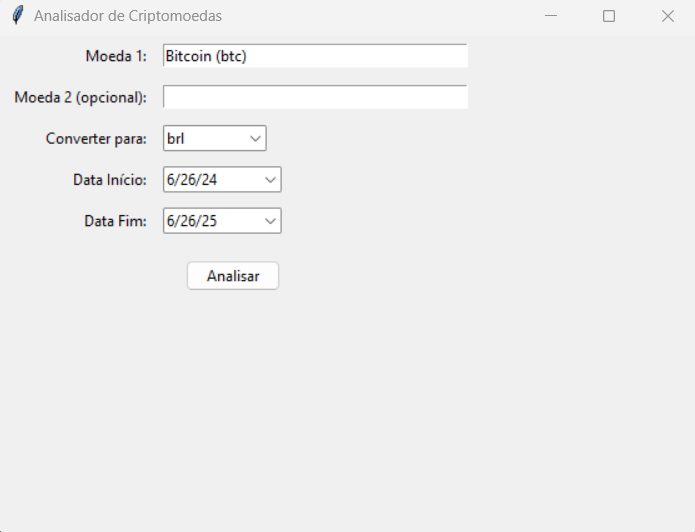 Analisador de Criptomoedas
Moeda 1: Bitcoin (btc)
Moeda 2 (opcional):
Converter para: brl
Data Início: 6/26/24
Data Fim: 6/26/25
Analisar